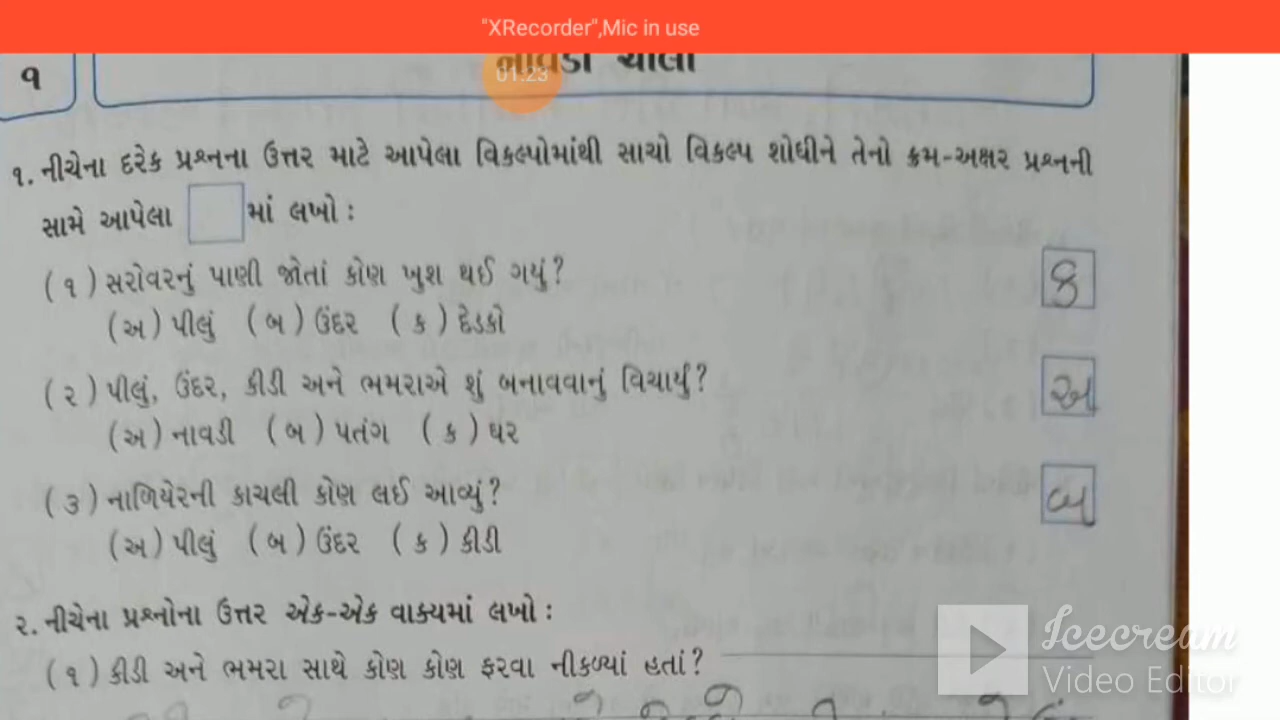 "XRecorder",Mic in use
૧
નાવડી ચાલી
01:23
૧. નીચેના દરેક પ્રશ્નના ઉત્તર માટે આપેલા વિકલ્પોમાંથી સાચો વિકલ્પ શોધીને તેનો ક્રમ-અક્ષર પ્રશ્નની
સામે આપેલા માં લખો :
(૧) સરોવરનું પાણી જોતાં કોણ ખુશ થઈ ગયું? ક
(અ) પીલું (બ) ઉંદર (ક) દેડકો
(૨) પીલું, ઉંદર, કીડી અને ભમરાએ શું બનાવવાનું વિચાર્યું? અ
(અ) નાવડી (બ) પતંગ (ક) ઘર
(૩) નાળિયેરની કાચલી કોણ લઈ આવ્યું? બ
(અ) પીલું (બ) ઉંદર (ક) કીડી
૨. નીચેના પ્રશ્નોના ઉત્તર એક-એક વાક્યમાં લખો :
(૧) કીડી અને ભમરા સાથે કોણ કોણ ફરવા નીકળ્યાં હતાં?
Icecream
Video Editor